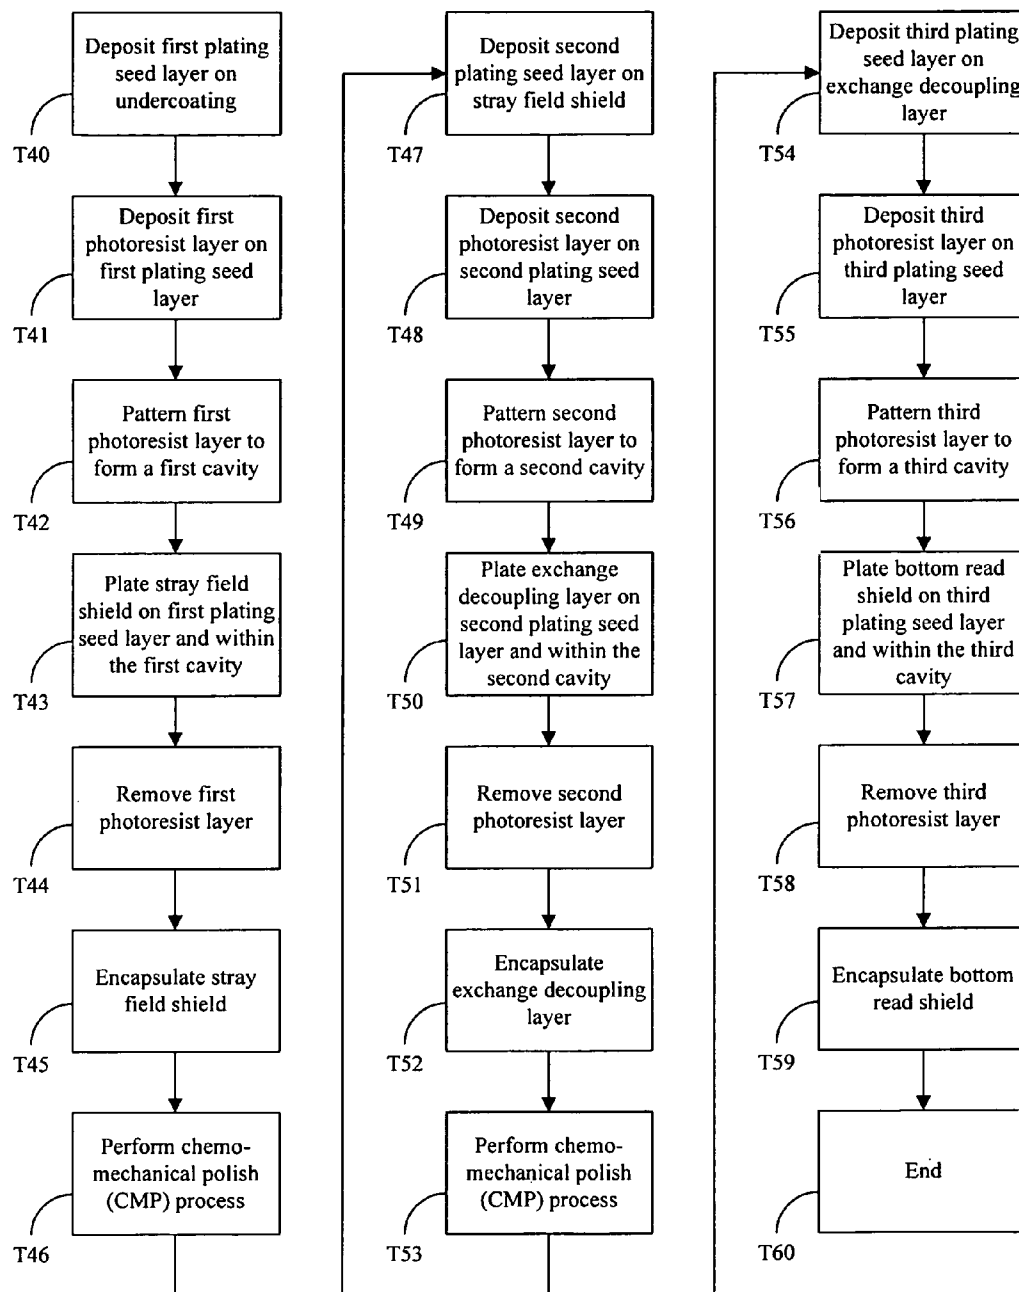 Deposit first plating
seed layer on
undercoating
T40
Deposit first
photoresist layer on
first plating seed
layer
T41
Pattern first
photoresist layer to
form a first cavity
T42
Plate stray field
shield on first plating
seed layer and within
the first cavity
T43
Remove first
photoresist layer
T44
Encapsulate stray
field shield
T45
Perform chemo-
mechanical polish
(CMP) process
T46
Deposit second
plating seed layer on
stray field shield
T47
Deposit second
photoresist layer on
second plating seed
layer
T48
Pattern second
photoresist layer to
form a second cavity
T49
Plate exchange
decoupling layer on
second plating seed
layer and within the
second cavity
T50
Remove second
photoresist layer
T51
Encapsulate
exchange decoupling
layer
T52
Perform chemo-
mechanical polish
(CMP) process
T53
Deposit third plating
seed layer on
exchange decoupling
layer
T54
Deposit third
photoresist layer on
third plating seed
layer
T55
Pattern third
photoresist layer to
form a third cavity
T56
Plate bottom read
shield on third
plating seed layer
and within the third
cavity
T57
Remove third
photoresist layer
T58
Encapsulate bottom
read shield
T59
End
T60